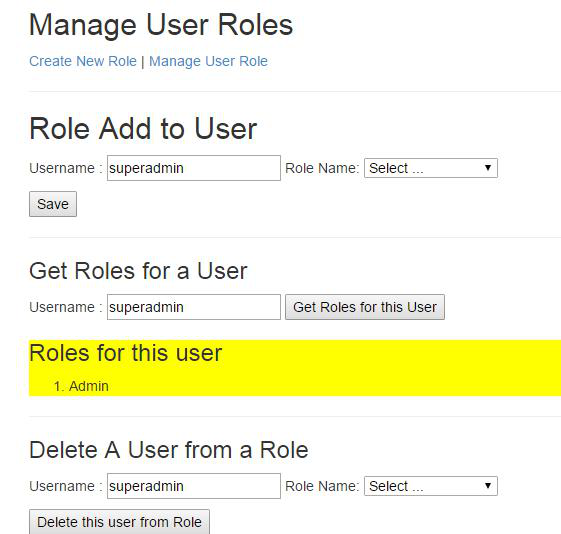 Manage User Roles
Create New Role | Manage User Role
Role Add to User
Username : superadmin Role Name: Select ...
Save
Get Roles for a User
Username : superadmin Get Roles for this User
Roles for this user
1. Admin
Delete A User from a Role
Username : superadmin Role Name: Select ...
Delete this user from Role